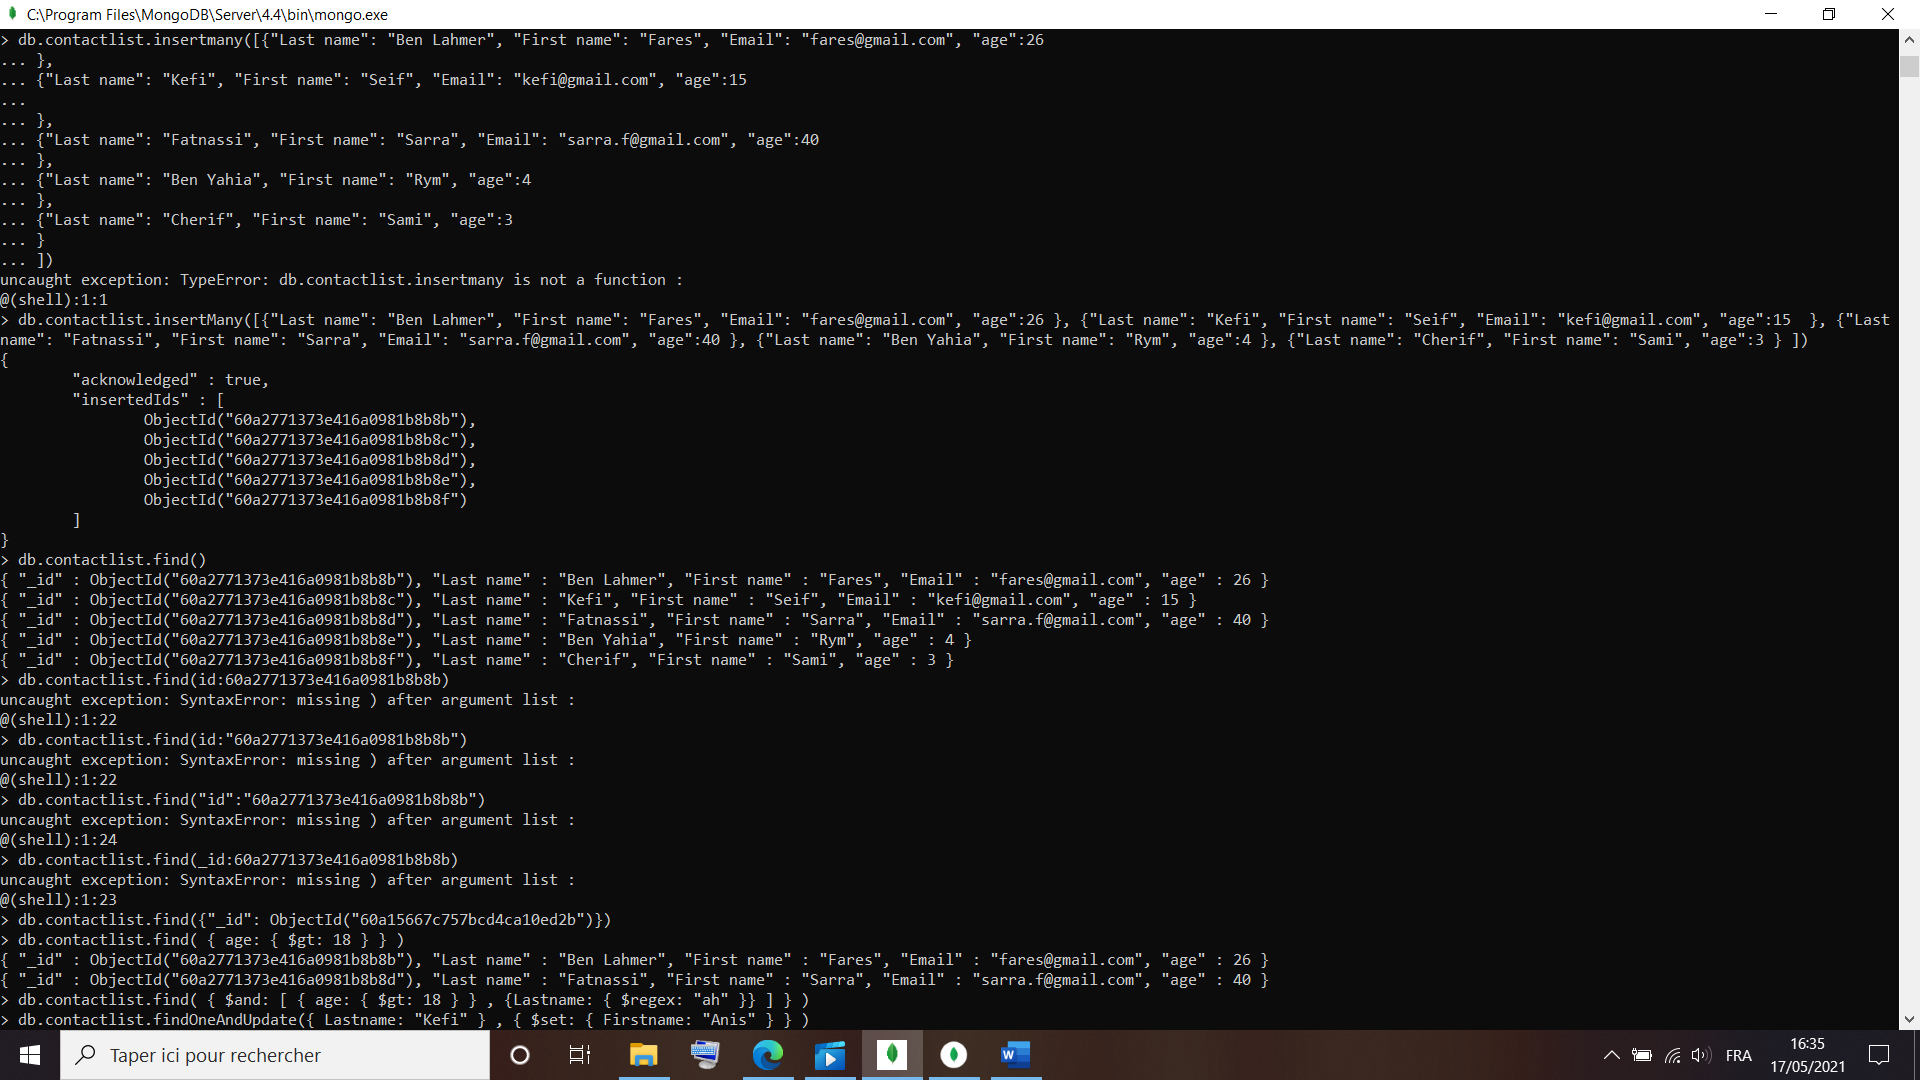 C:\Program Files\MongoDB\Server\4.4\bin\mongo.exe
> db.contactlist.insertmany([{"Last name": "Ben Lahmer", "First name": "Fares", "Email": "fares@gmail.com", "age":26
... },
... {"Last name": "Kefi", "First name": "Seif", "Email": "kefi@gmail.com", "age":15
...
... },
... {"Last name": "Fatnassi", "First name": "Sarra", "Email": "sarra.f@gmail.com", "age":40
... },
... {"Last name": "Ben Yahia", "First name": "Rym", "age":4
... },
... {"Last name": "Cherif", "First name": "Sami", "age":3
... }
... ])
uncaught exception: TypeError: db.contactlist.insertmany is not a function :
@(shell):1:1
> db.contactlist.insertMany([{"Last name": "Ben Lahmer", "First name": "Fares", "Email": "fares@gmail.com", "age":26 }, {"Last name": "Kefi", "First name": "Seif", "Email": "kefi@gmail.com", "age":15  }, {"Last
name": "Fatnassi", "First name": "Sarra", "Email": "sarra.f@gmail.com", "age":40 }, {"Last name": "Ben Yahia", "First name": "Rym", "age":4 }, {"Last name": "Cherif", "First name": "Sami", "age":3 } ])
{
"acknowledged" : true,
"insertedIds" : [
ObjectId("60a2771373e416a0981b8b8b"),
ObjectId("60a2771373e416a0981b8b8c"),
ObjectId("60a2771373e416a0981b8b8d"),
ObjectId("60a2771373e416a0981b8b8e"),
ObjectId("60a2771373e416a0981b8b8f")
]
}
> db.contactlist.find()
{ "_id" : ObjectId("60a2771373e416a0981b8b8b"), "Last name" : "Ben Lahmer", "First name" : "Fares", "Email" : "fares@gmail.com", "age" : 26 }
{ "_id" : ObjectId("60a2771373e416a0981b8b8c"), "Last name" : "Kefi", "First name" : "Seif", "Email" : "kefi@gmail.com", "age" : 15 }
{ "_id" : ObjectId("60a2771373e416a0981b8b8d"), "Last name" : "Fatnassi", "First name" : "Sarra", "Email" : "sarra.f@gmail.com", "age" : 40 }
{ "_id" : ObjectId("60a2771373e416a0981b8b8e"), "Last name" : "Ben Yahia", "First name" : "Rym", "age" : 4 }
{ "_id" : ObjectId("60a2771373e416a0981b8b8f"), "Last name" : "Cherif", "First name" : "Sami", "age" : 3 }
> db.contactlist.find(id:60a2771373e416a0981b8b8b)
uncaught exception: SyntaxError: missing ) after argument list :
@(shell):1:22
> db.contactlist.find(id:"60a2771373e416a0981b8b8b")
uncaught exception: SyntaxError: missing ) after argument list :
@(shell):1:22
> db.contactlist.find("id":"60a2771373e416a0981b8b8b")
uncaught exception: SyntaxError: missing ) after argument list :
@(shell):1:24
> db.contactlist.find(_id:60a2771373e416a0981b8b8b)
uncaught exception: SyntaxError: missing ) after argument list :
@(shell):1:23
> db.contactlist.find({"_id": ObjectId("60a15667c757bcd4ca10ed2b")})
> db.contactlist.find( { age: { $gt: 18 } } )
{ "_id" : ObjectId("60a2771373e416a0981b8b8b"), "Last name" : "Ben Lahmer", "First name" : "Fares", "Email" : "fares@gmail.com", "age" : 26 }
{ "_id" : ObjectId("60a2771373e416a0981b8b8d"), "Last name" : "Fatnassi", "First name" : "Sarra", "Email" : "sarra.f@gmail.com", "age" : 40 }
> db.contactlist.find( { $and: [ { age: { $gt: 18 } } , {Lastname: { $regex: "ah" }} ] } )
> db.contactlist.findOneAndUpdate({ Lastname: "Kefi" } , { $set: { Firstname: "Anis" } } )
Taper ici pour rechercher
FRA
16:35
17/05/2021